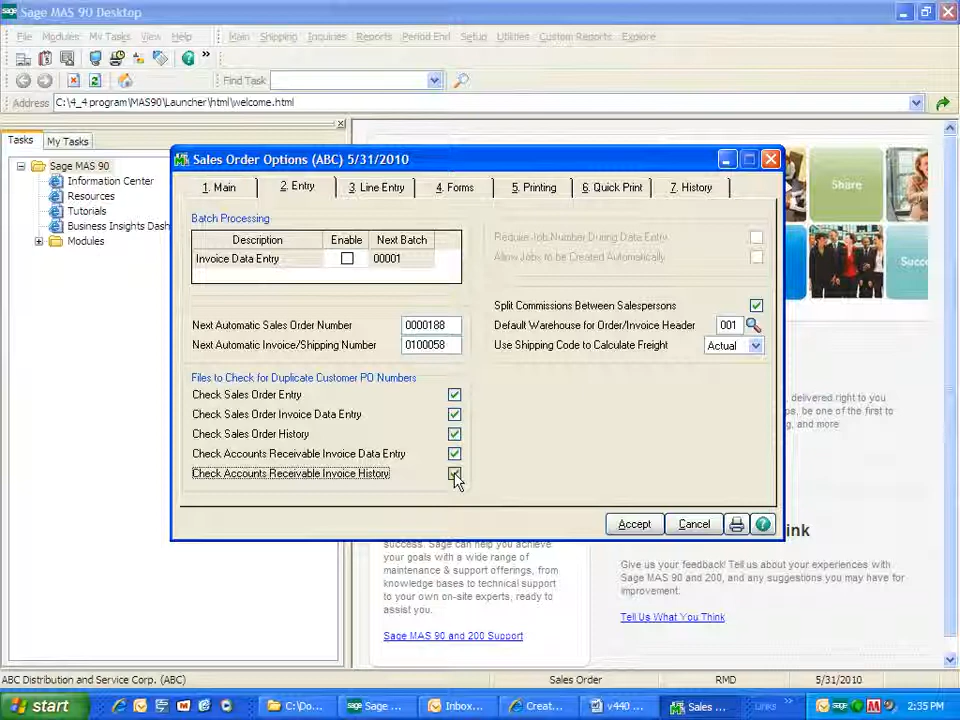 Sage MAS 90 Desktop
File Modules My Tasks View Help Main Shipping Inquiries Reports Period End Setup Utilities Custom Reports Explore
Find Task
Address C:\4_4 program\MAS90\Launcher\html\welcome.html
Tasks My Tasks
Sage MAS 90
Information Center
Resources
Tutorials
Business Insights Dash
Modules
Share
Succ
Sales Order Options (ABC) 5/31/2010
1. Main 2. Entry 3. Line Entry 4. Forms 5. Printing 6. Quick Print 7. History
Batch Processing
Description Enable Next Batch
Invoice Data Entry 00001
Require Job Number During Data Entry
Allow Jobs to be Created Automatically
Split Commissions Between Salespersons
Next Automatic Sales Order Number 0000188
Default Warehouse for Order/Invoice Header 001
Next Automatic Invoice/Shipping Number 0100058
Use Shipping Code to Calculate Freight Actual
Files to Check for Duplicate Customer PO Numbers
Check Sales Order Entry
Check Sales Order Invoice Data Entry
Check Sales Order History
Check Accounts Receivable Invoice Data Entry
Check Accounts Receivable Invoice History
Accept Cancel
, delivered right to you
ps, be one of the first to
, and more
ink
success. Sage can help you achieve
your goals with a wide range of
maintenance & support offerings, from
knowledge bases to technical support
to your own on-site experts, ready to
assist you.
Sage MAS 90 and 200 Support
Give us your feedback! Tell us about your experiences with
Sage MAS 90 and 200, and any suggestions you may have for
improvement.
Tell Us What You Think
ABC Distribution and Service Corp. (ABC) Sales Order RMD 5/31/2010
start C:\Do... Sage ... Inbox... Creat... v440 ... Sales ... Links 2:35 PM